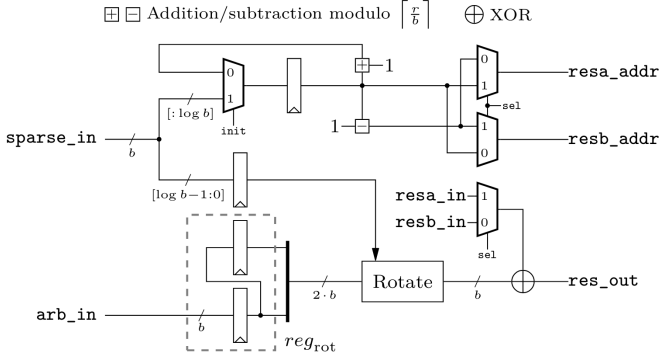 + − Addition/subtraction modulo ⌈r/b⌉ ⊕ XOR
0
1
[: log b]
init
+ 1
1 −
0
1
resa_addr
sel
1
0
resb_addr
sparse_in
b
[log b−1:0]
resa_in
resb_in
1
0
sel
Rotate
2 · b
b
res_out
arb_in
b
reg_rot